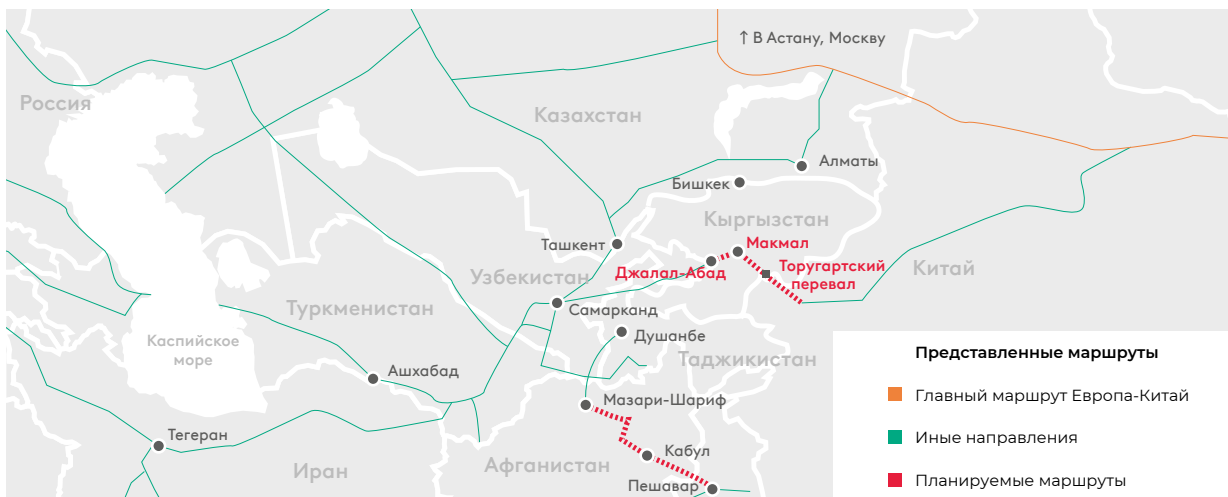 ↑ В Астану, Москву
Россия
Казахстан
Алматы
Бишкек
Кыргызстан
Ташкент
Макмал
Джалал-Абад
Торугартский
перевал
Китай
Узбекистан
Самарканд
Туркменистан
Душанбе
Каспийское
море
Таджикистан
Ашхабад
Мазари-Шариф
Тегеран
Кабул
Иран
Афганистан
Пешавар
Представленные маршруты
Главный маршрут Европа-Китай
Иные направления
Планируемые маршруты